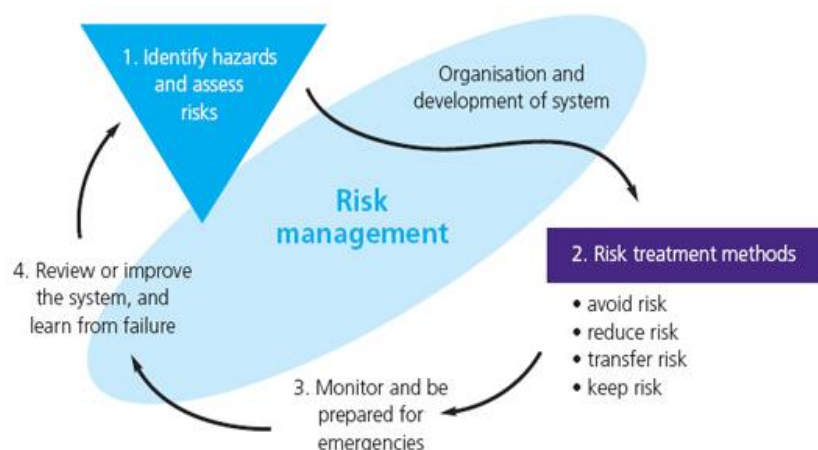 1. Identify hazards
and assess
risks
Organisation and
development of system
Risk
management
2. Risk treatment methods
• avoid risk
• reduce risk
• transfer risk
• keep risk
3. Monitor and be
prepared for
emergencies
4. Review or improve
the system, and
learn from failure